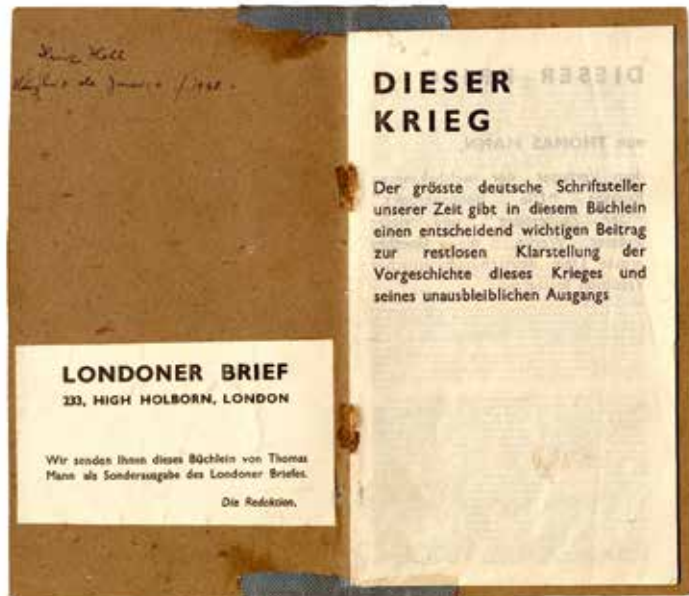 de
LONDONER BRIEF
233, HIGH HOLBORN, LONDON
Wir senden Ihnen dieses Büchlein von Thomas
Mann als Sonderausgabe des Londoner Briefes.
Die Redaktion.
DIESER
KRIEG
Der grösste deutsche Schriftsteller
unserer Zeit gibt in diesem Büchlein
einen entscheidend wichtigen Beitrag
zur restlosen Klarstellung der
Vorgeschichte dieses Krieges und
seines unausbleiblichen Ausgangs